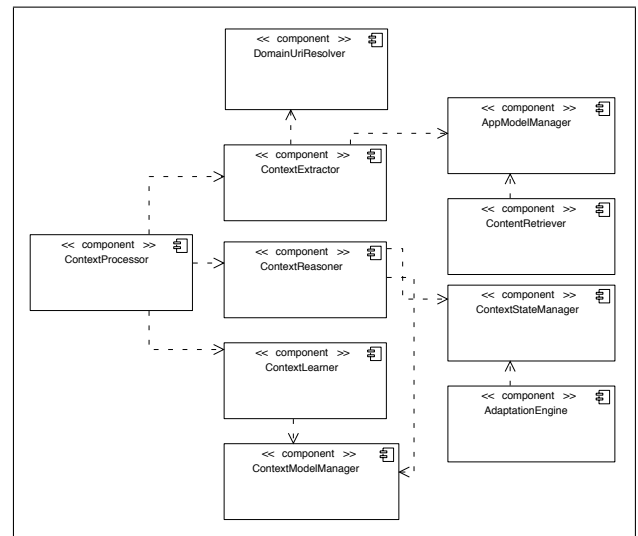 << component >>
DomainUriResolver
<< component >>
AppModelManager
<< component >>
ContextExtractor
<< component >>
ContentRetriever
<< component >>
ContextProcessor
<< component >>
ContextReasoner
<< component >>
ContextStateManager
<< component >>
ContextLearner
<< component >>
AdaptationEngine
<< component >>
ContextModelManager